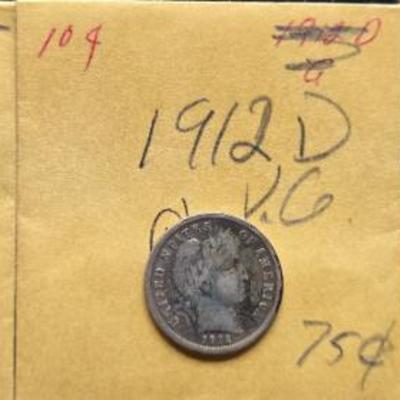 10¢ 1912 D
G
1912 D
V.G.
UNITED STATES OF AMERICA
75¢